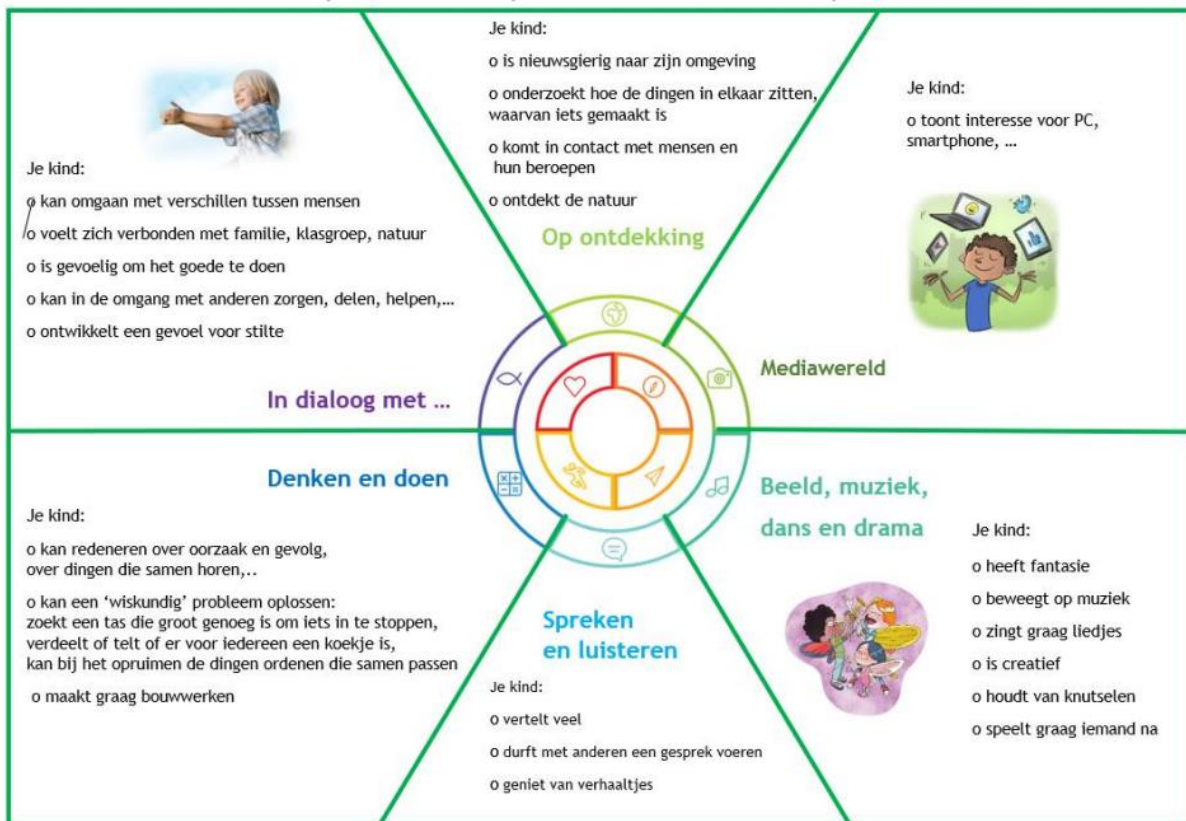 Je kind:
o kan omgaan met verschillen tussen mensen
o voelt zich verbonden met familie, klasgroep, natuur
o is gevoelig om het goede te doen
o kan in de omgang met anderen zorgen, delen, helpen,...
o ontwikkelt een gevoel voor stilte
In dialoog met ...
Je kind:
o is nieuwsgierig naar zijn omgeving
o onderzoekt hoe de dingen in elkaar zitten,
waarvan iets gemaakt is
o komt in contact met mensen en
hun beroepen
o ontdekt de natuur
Op ontdekking
Je kind:
o toont interesse voor PC,
smartphone, ...
Mediawereld
Denken en doen
Je kind:
o kan redeneren over oorzaak en gevolg,
over dingen die samen horen,..
o kan een ‘wiskundig’ probleem oplossen:
zoekt een tas die groot genoeg is om iets in te stoppen,
verdeelt of telt of er voor iedereen een koekje is,
kan bij het opruimen de dingen ordenen die samen passen
o maakt graag bouwwerken
Spreken
en luisteren
Je kind:
o vertelt veel
o durft met anderen een gesprek voeren
o geniet van verhaaltjes
Beeld, muziek,
dans en drama
Je kind:
o heeft fantasie
o beweegt op muziek
o zingt graag liedjes
o is creatief
o houdt van knutselen
o speelt graag iemand na